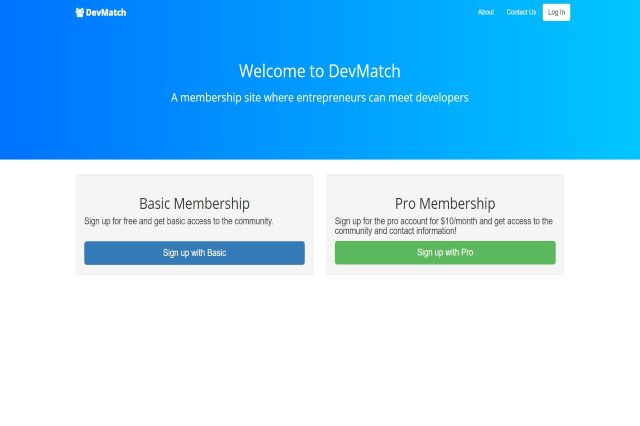 DevMatch
About
Contact Us
Log In
Welcome to DevMatch
A membership site where entrepreneurs can meet developers
Basic Membership
Sign up for free and get basic access to the community.
Sign up with Basic
Pro Membership
Sign up for the pro account for $10/month and get access to the
community and contact information!
Sign up with Pro